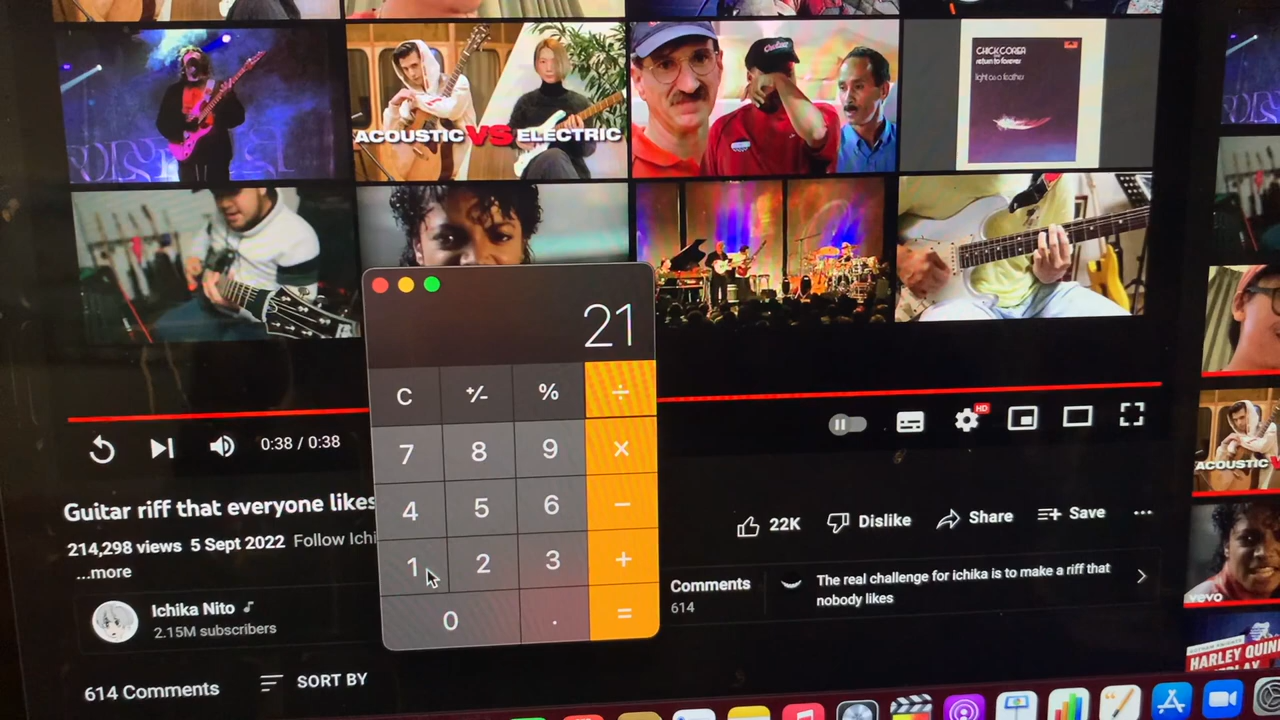 ACOUSTIC VS ELECTRIC
CHICK COREA
return to forever
light as a feather
21
C +/- % ÷
7 8 9 ×
4 5 6 −
1 2 3 +
0 . =
0:38 / 0:38
HD
Guitar riff that everyone likes
214,298 views 5 Sept 2022 Follow Ichi
...more
22K Dislike Share Save
Ichika Nito
2.15M subscribers
Comments
614
The real challenge for ichika is to make a riff that
nobody likes
614 Comments SORT BY
ACOUSTIC
vevo
HARLEY QUIN